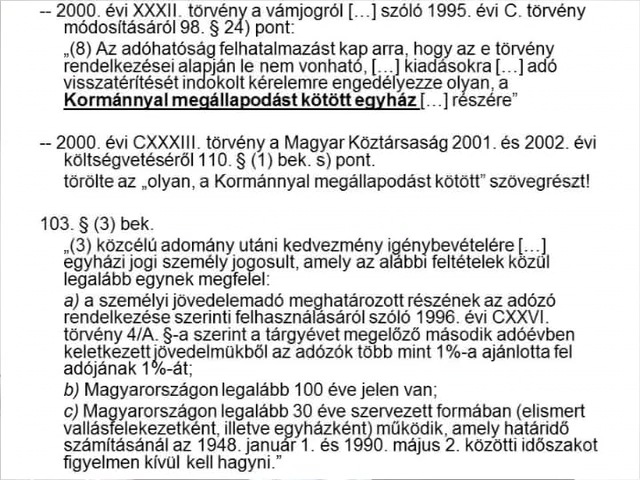 -- 2000. évi XXXII. törvény a vámjogról [...] szóló 1995. évi C. törvény
módosításáról 98. § 24) pont:
„(8) Az adóhatóság felhatalmazást kap arra, hogy az e törvény
rendelkezései alapján le nem vonható, [...] kiadásokra [...] adó
visszatérítését indokolt kérelemre engedélyezze olyan, a
Kormánnyal megállapodást kötött egyház [...] részére”
-- 2000. évi CXXXIII. törvény a Magyar Köztársaság 2001. és 2002. évi
költségvetéséről 110. § (1) bek. s) pont.
törölte az „olyan, a Kormánnyal megállapodást kötött” szövegrészt!
103. § (3) bek.
„(3) közcélú adomány utáni kedvezmény igénybevételére [...]
egyházi jogi személy jogosult, amely az alábbi feltételek közül
legalább egynek megfelel:
a) a személyi jövedelemadó meghatározott részének az adózó
rendelkezése szerinti felhasználásáról szóló 1996. évi CXXVI.
törvény 4/A. §-a szerint a tárgyévet megelőző második adóévben
keletkezett jövedelmükből az adózók több mint 1%-a ajánlotta fel
adójának 1%-át;
b) Magyarországon legalább 100 éve jelen van;
c) Magyarországon legalább 30 éve szervezett formában (elismert
vallásfelekezetként, illetve egyházként) működik, amely határidő
számításánál az 1948. január 1. és 1990. május 2. közötti időszakot
figyelmen kívül kell hagyni.”